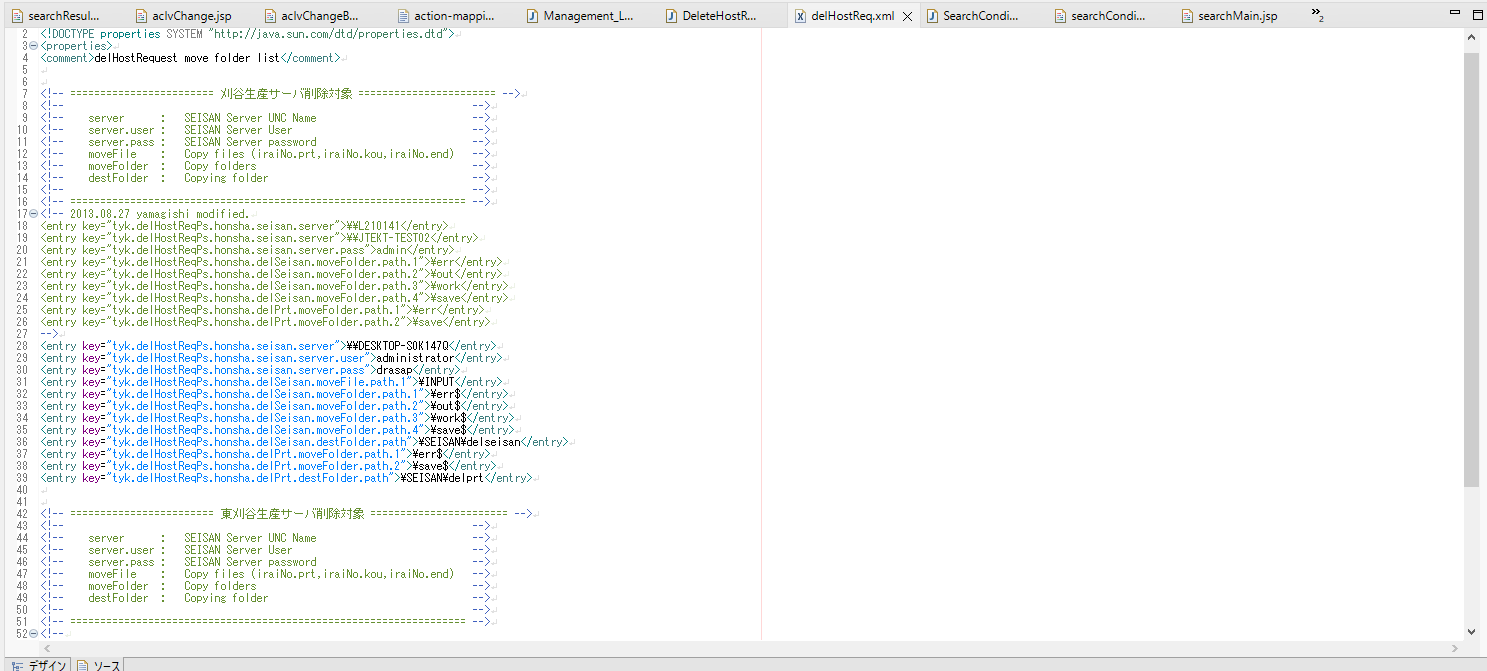 searchResul...
aclvChange.jsp
aclvChangeB...
action-mappi...
Management_L...
DeleteHostR...
delHostReq.xml
SearchCondi...
searchCondi...
searchMain.jsp
»2
2 <!DOCTYPE properties SYSTEM "http://java.sun.com/dtd/properties.dtd">
3 <properties>
4 <comment>delHostRequest move folder list</comment>
5
6
7 <!-- ======================== 刈谷生産サーバ削除対象 ======================= -->
8 <!-- -->
9 <!-- server : SEISAN Server UNC Name -->
10 <!-- server.user : SEISAN Server User -->
11 <!-- server.pass : SEISAN Server password -->
12 <!-- moveFile : Copy files (iraiNo.prt,iraiNo.kou,iraiNo.end) -->
13 <!-- moveFolder : Copy folders -->
14 <!-- destFolder : Copying folder -->
15 <!-- -->
16 <!-- ================================================================== -->
17 <!-- 2013.08.27 yamagishi modified.
18 <entry key="tyk.delHostReqPs.honsha.seisan.server">¥¥L210141</entry>
19 <entry key="tyk.delHostReqPs.honsha.seisan.server">¥¥JTEKT-TEST02</entry>
20 <entry key="tyk.delHostReqPs.honsha.seisan.server.pass">admin</entry>
21 <entry key="tyk.delHostReqPs.honsha.delSeisan.moveFolder.path.1">¥err</entry>
22 <entry key="tyk.delHostReqPs.honsha.delSeisan.moveFolder.path.2">¥out</entry>
23 <entry key="tyk.delHostReqPs.honsha.delSeisan.moveFolder.path.3">¥work</entry>
24 <entry key="tyk.delHostReqPs.honsha.delSeisan.moveFolder.path.4">¥save</entry>
25 <entry key="tyk.delHostReqPs.honsha.delPrt.moveFolder.path.1">¥err</entry>
26 <entry key="tyk.delHostReqPs.honsha.delPrt.moveFolder.path.2">¥save</entry>
27 -->
28 <entry key="tyk.delHostReqPs.honsha.seisan.server">¥¥DESKTOP-S0K147Q</entry>
29 <entry key="tyk.delHostReqPs.honsha.seisan.server.user">administrator</entry>
30 <entry key="tyk.delHostReqPs.honsha.seisan.server.pass">drasap</entry>
31 <entry key="tyk.delHostReqPs.honsha.delSeisan.moveFile.path.1">¥INPUT</entry>
32 <entry key="tyk.delHostReqPs.honsha.delSeisan.moveFolder.path.1">¥err$</entry>
33 <entry key="tyk.delHostReqPs.honsha.delSeisan.moveFolder.path.2">¥out$</entry>
34 <entry key="tyk.delHostReqPs.honsha.delSeisan.moveFolder.path.3">¥work$</entry>
35 <entry key="tyk.delHostReqPs.honsha.delSeisan.moveFolder.path.4">¥save$</entry>
36 <entry key="tyk.delHostReqPs.honsha.delSeisan.destFolder.path">¥SEISAN¥delseisan</entry>
37 <entry key="tyk.delHostReqPs.honsha.delPrt.moveFolder.path.1">¥err$</entry>
38 <entry key="tyk.delHostReqPs.honsha.delPrt.moveFolder.path.2">¥save$</entry>
39 <entry key="tyk.delHostReqPs.honsha.delPrt.destFolder.path">¥SEISAN¥delprt</entry>
40
41
42 <!-- ======================== 東刈谷生産サーバ削除対象 ======================= -->
43 <!-- -->
44 <!-- server : SEISAN Server UNC Name -->
45 <!-- server.user : SEISAN Server User -->
46 <!-- server.pass : SEISAN Server password -->
47 <!-- moveFile : Copy files (iraiNo.prt,iraiNo.kou,iraiNo.end) -->
48 <!-- moveFolder : Copy folders -->
49 <!-- destFolder : Copying folder -->
50 <!-- -->
51 <!-- ================================================================== -->
52 <!--
デザイン ソース